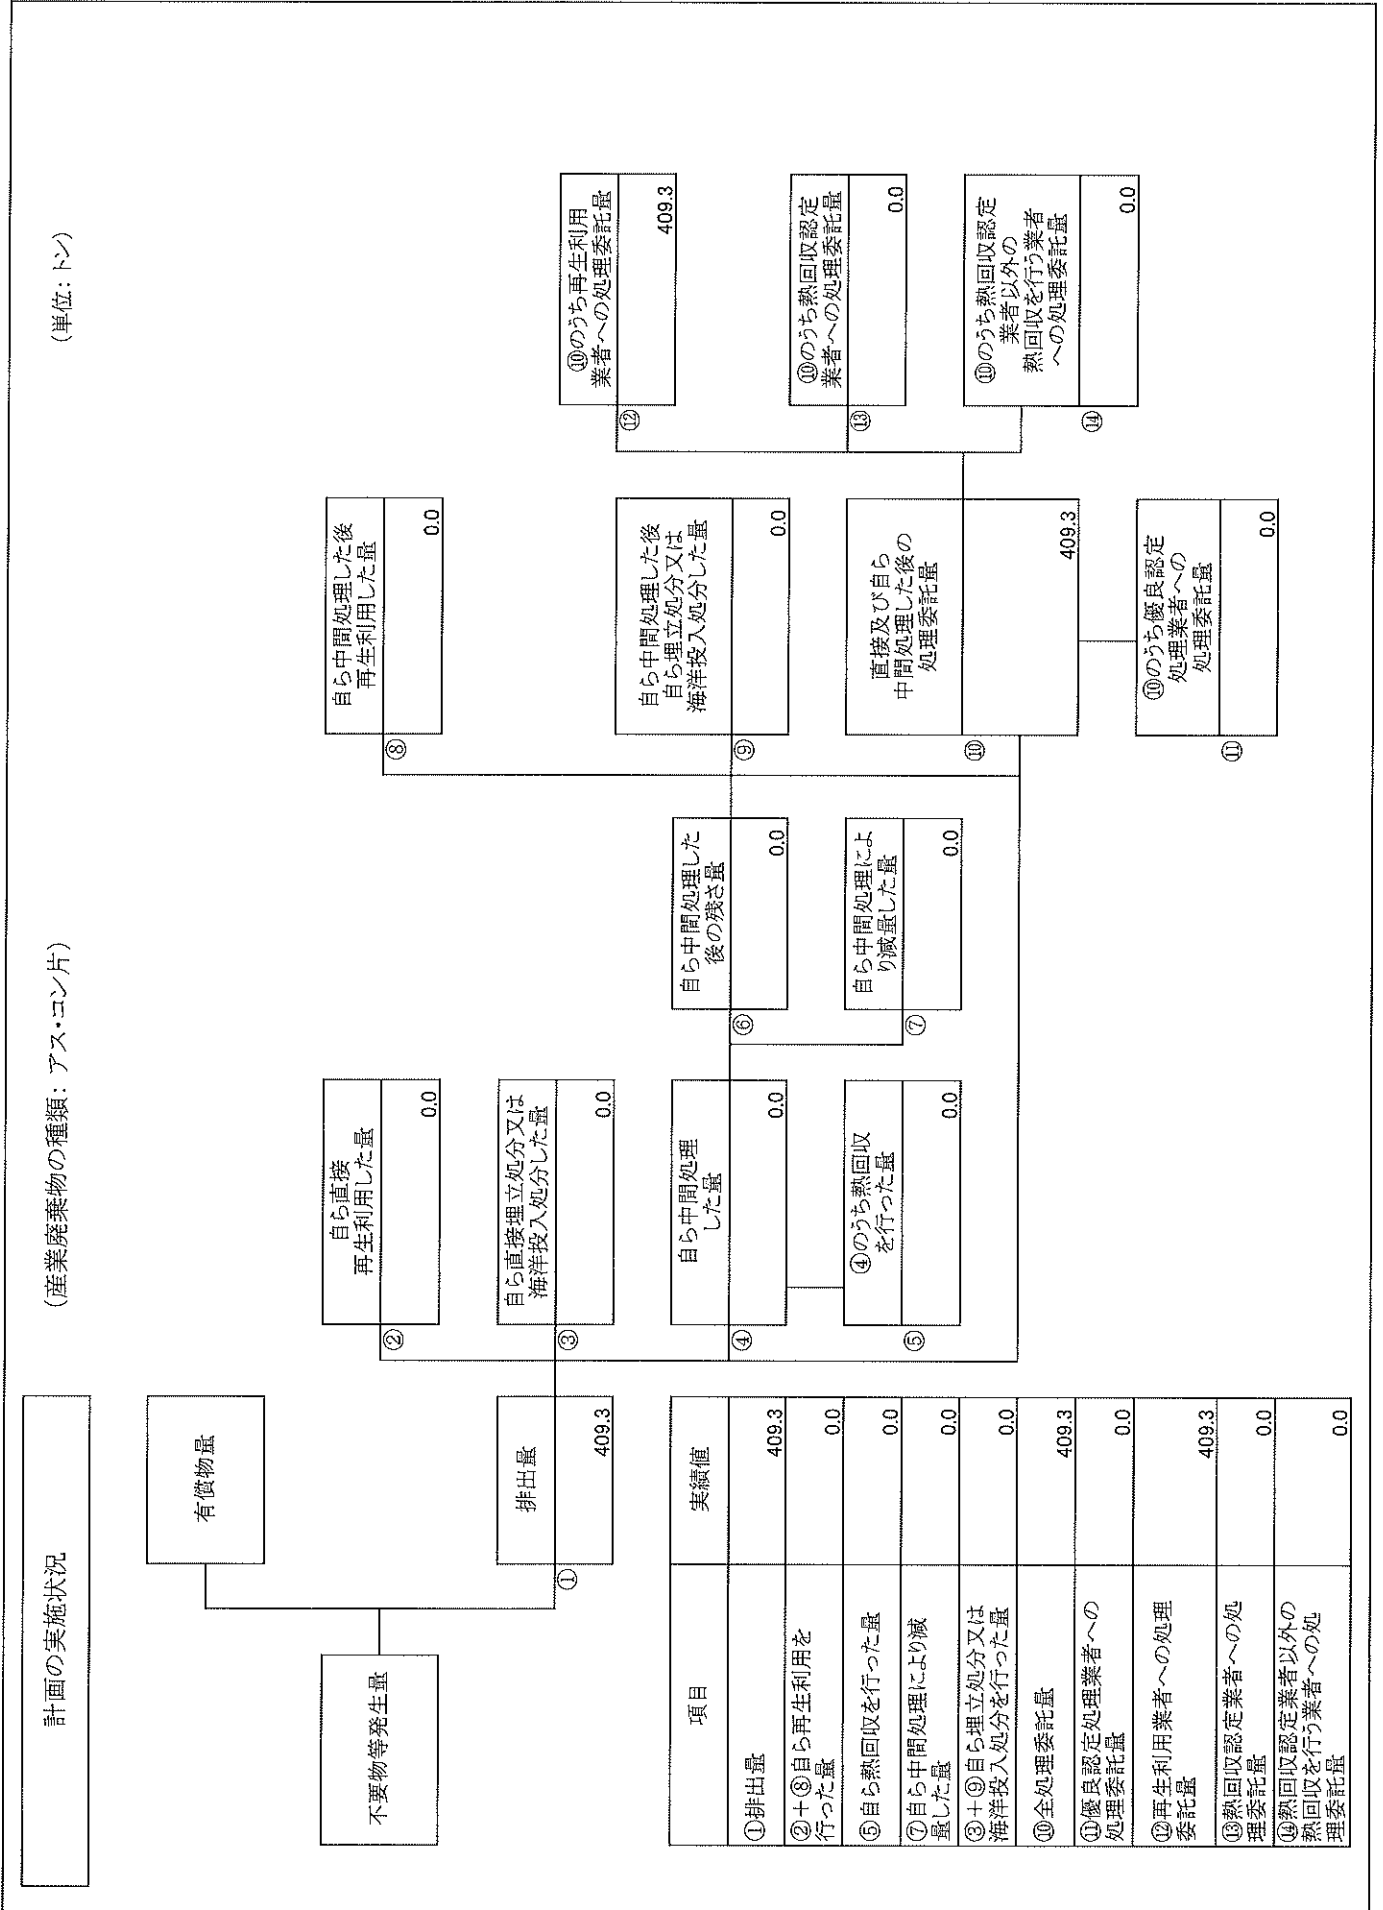 計画の実施状況
(産業廃棄物の種類: アス・コン片)
(単位: トン)
不要物等発生量
有償物量
①
排出量
409.3
②
自ら直接
再生利用した量
0.0
③
自ら直接埋立処分又は
海洋投入処分した量
0.0
④
自ら中間処理
した量
0.0
⑤
④のうち熱回収
を行った量
0.0
⑥
自ら中間処理した
後の残さ量
0.0
⑦
自ら中間処理によ
り減量した量
0.0
⑧
自ら中間処理した後
再生利用した量
0.0
⑨
自ら中間処理した後
自ら埋立処分又は
海洋投入処分した量
0.0
⑩
直接及び自ら
中間処理した後の
処理委託量
409.3
⑪
⑩のうち優良認定
処理業者への
処理委託量
0.0
⑫
⑩のうち再生利用
業者への処理委託量
409.3
⑬
⑩のうち熱回収認定
業者への処理委託量
0.0
⑭
⑩のうち熱回収認定
業者以外の
熱回収を行う業者
への処理委託量
0.0
項目 実績値
①排出量 409.3
②+⑧自ら再生利用を
行った量 0.0
⑤自ら熱回収を行った量 0.0
⑦自ら中間処理により減
量した量 0.0
③+⑨自ら埋立処分又は
海洋投入処分を行った量 0.0
⑩全処理委託量 409.3
⑪優良認定処理業者への
処理委託量 0.0
⑫再生利用業者への処理
委託量 409.3
⑬熱回収認定業者への処
理委託量 0.0
⑭熱回収認定業者以外の
熱回収を行う業者への処
理委託量 0.0